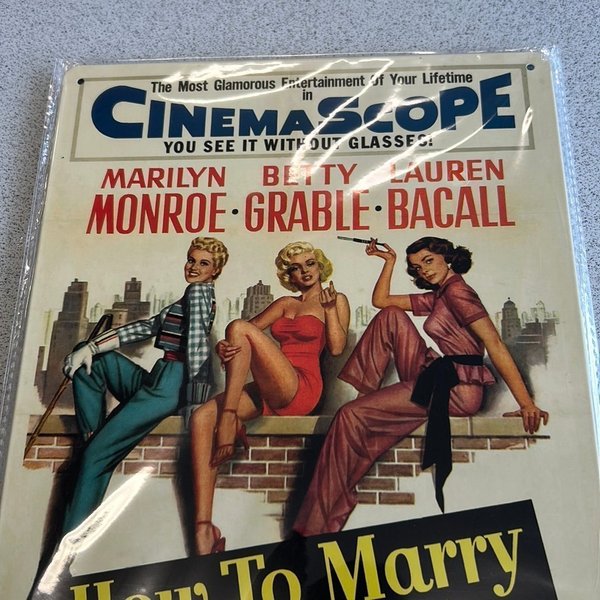 The Most Glamorous Entertainment Of Your Lifetime
in
CINEMASCOPE
YOU SEE IT WITHOUT GLASSES!
MARILYN BETTY LAUREN
MONROE · GRABLE · BACALL
How To Marry